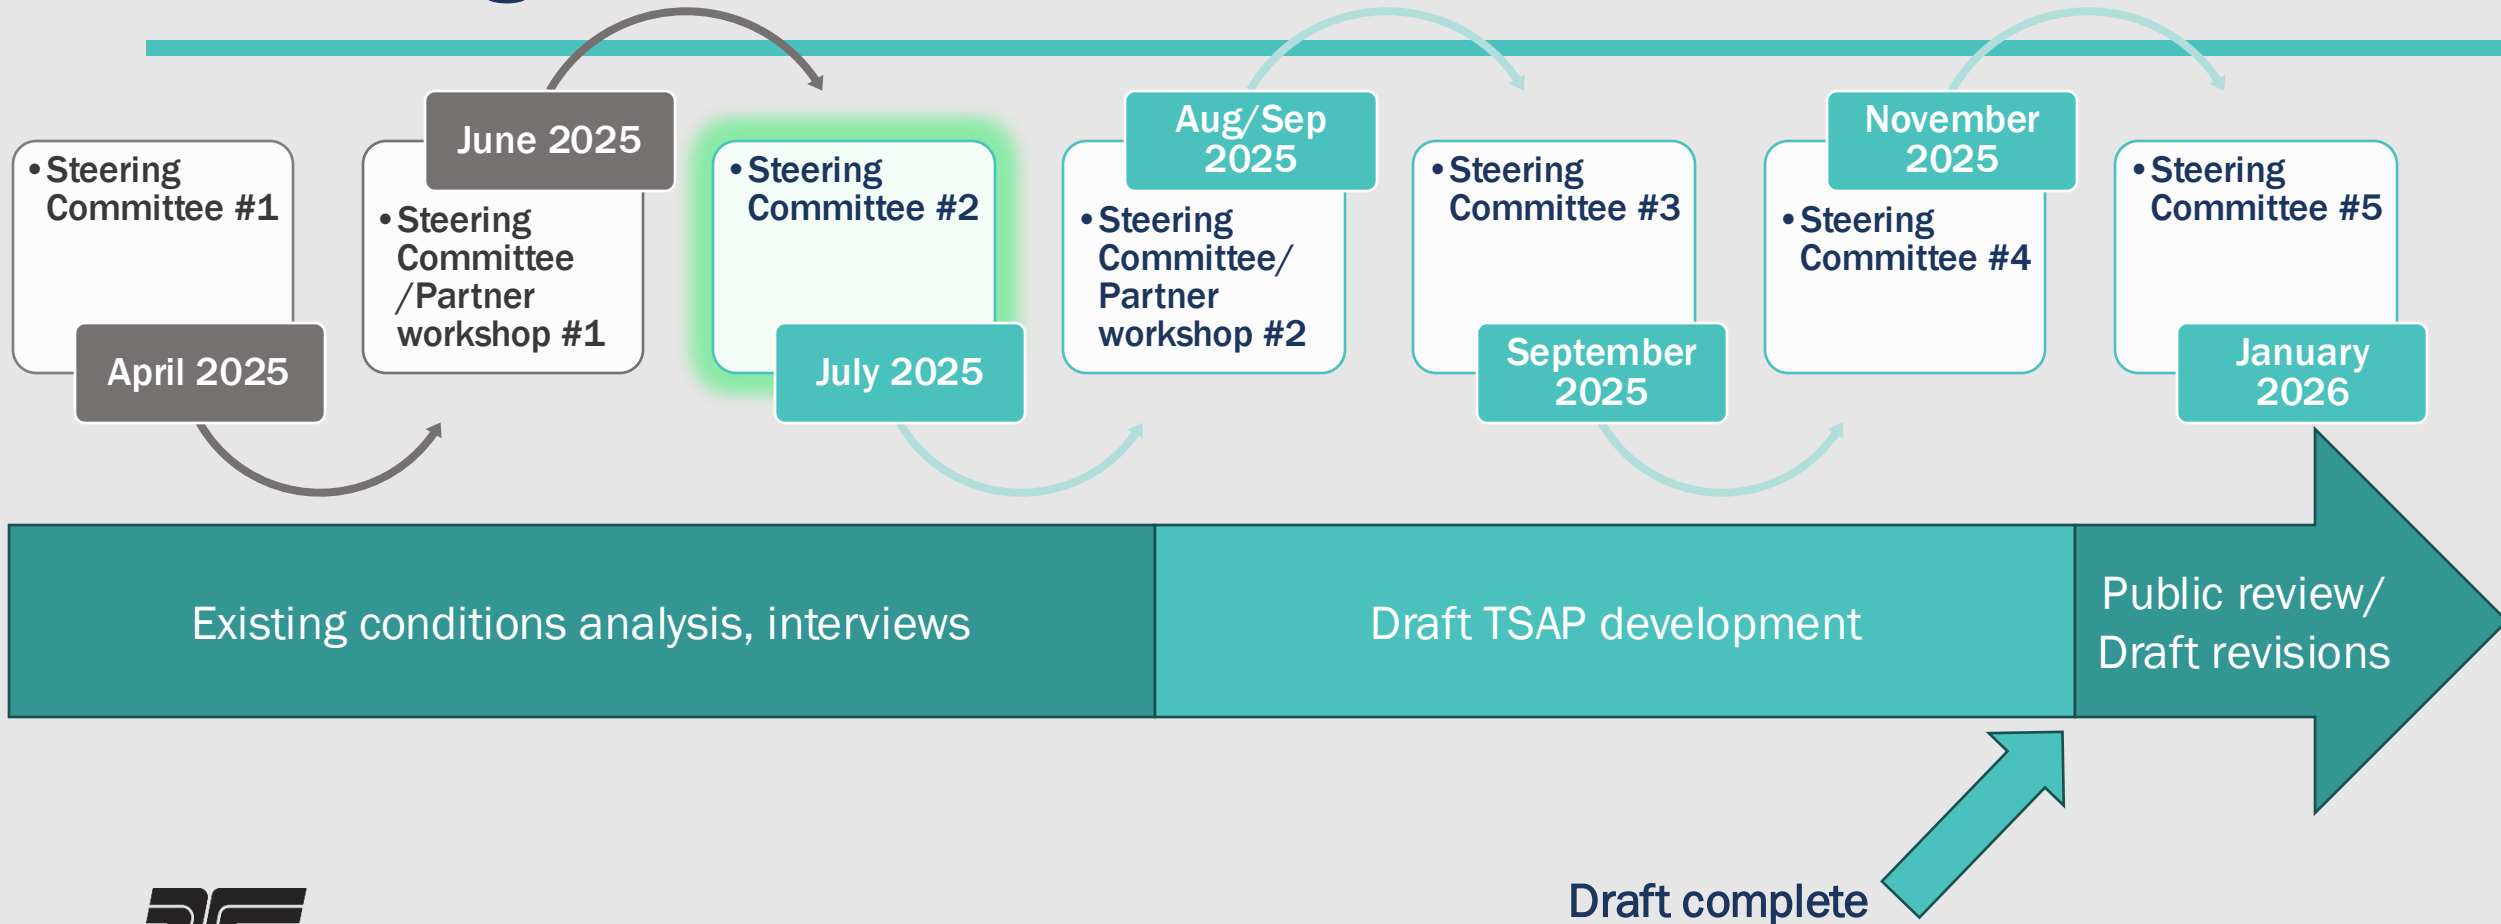 •Steering
Committee #1
April 2025
June 2025
•Steering
Committee
/Partner
workshop #1
•Steering
Committee #2
July 2025
Aug/Sep
2025
•Steering
Committee/
Partner
workshop #2
•Steering
Committee #3
September
2025
November
2025
•Steering
Committee #4
•Steering
Committee #5
January
2026
Existing conditions analysis, interviews
Draft TSAP development
Public review/
Draft revisions
Draft complete